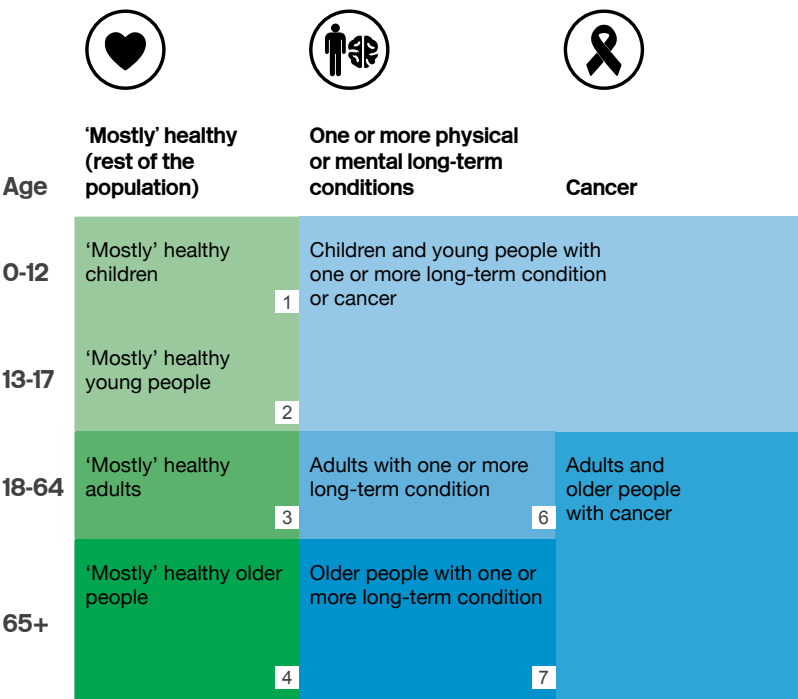 ‘Mostly’ healthy
(rest of the
population)
One or more physical
or mental long-term
conditions
Cancer
Age
0-12
‘Mostly’ healthy
children
1
Children and young people with
one or more long-term condition
or cancer
13-17
‘Mostly’ healthy
young people
2
18-64
‘Mostly’ healthy
adults
3
Adults with one or more
long-term condition
6
Adults and
older people
with cancer
65+
‘Mostly’ healthy older
people
4
Older people with one or
more long-term condition
7